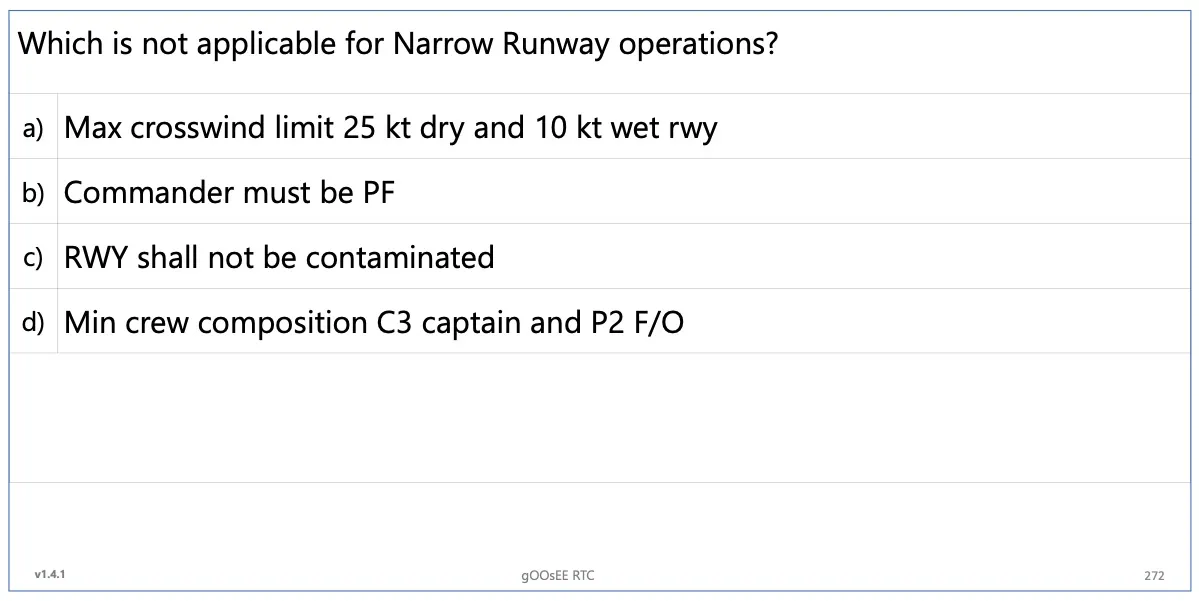 Which is not applicable for Narrow Runway operations?
a) Max crosswind limit 25 kt dry and 10 kt wet rwy
b) Commander must be PF
c) RWY shall not be contaminated
d) Min crew composition C3 captain and P2 F/O
v1.4.1 gOOsEE RTC 272